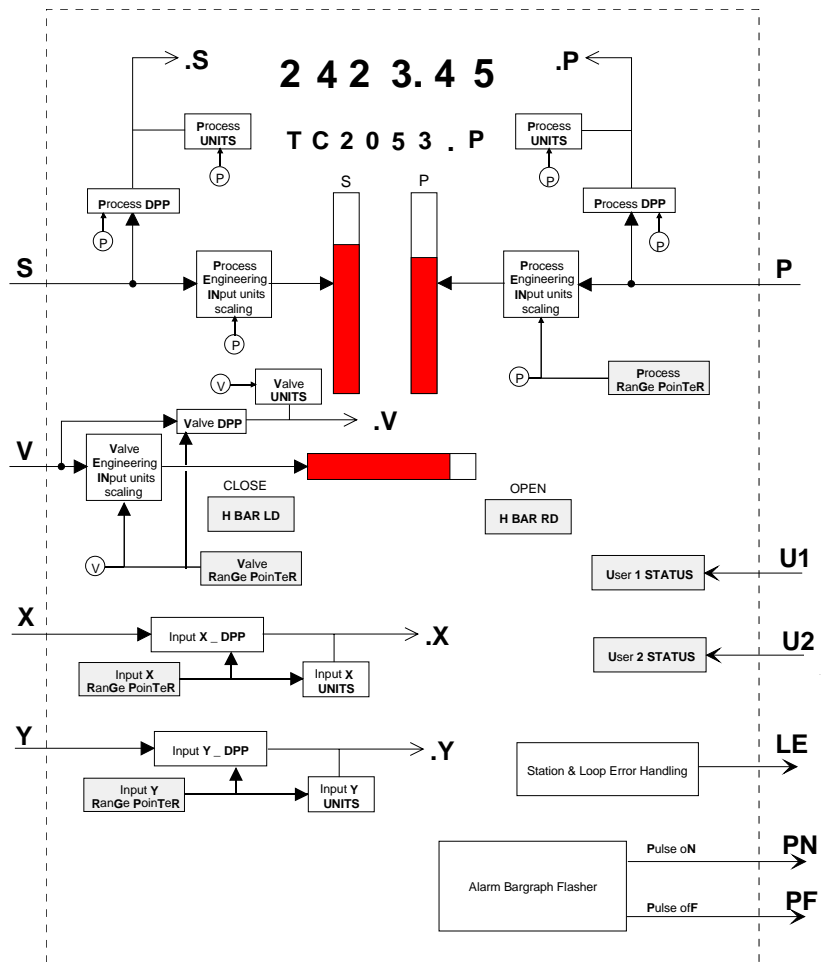 .S
2 4 2 3. 4 5
.P
Process
UNITS
P
Process
UNITS
P
T C 2 0 5 3 . P
S
P
Process DPP
P
Process DPP
P
S
Process
Engineering
INput units
scaling
P
Process
Engineering
INput units
scaling
P
P
Process
RanGe PoinTeR
V
Valve
UNITS
Valve DPP
.V
V
Valve
Engineering
INput units
scaling
CLOSE
H BAR LD
OPEN
H BAR RD
V
Valve
RanGe PoinTeR
U1
User 1 STATUS
X
Input X _ DPP
.X
Input X
RanGe PoinTeR
Input X
UNITS
U2
User 2 STATUS
Y
Input Y _ DPP
.Y
Input Y
RanGe PoinTeR
Input Y
UNITS
LE
Station & Loop Error Handling
Alarm Bargraph Flasher
Pulse oN
PN
Pulse ofF
PF